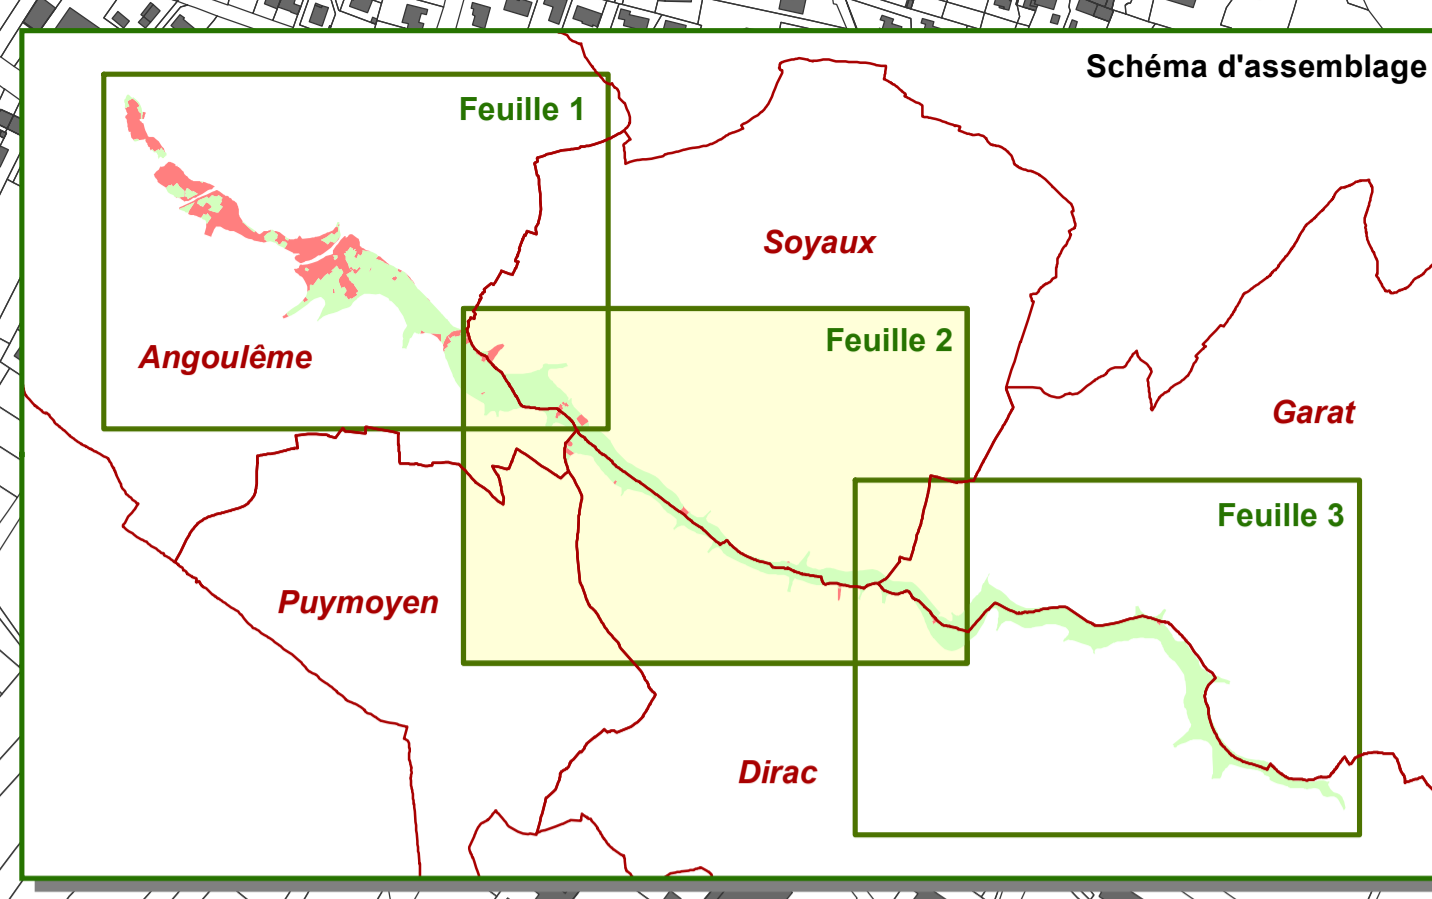 Schéma d'assemblage
Feuille 1
Soyaux
Feuille 2
Angoulême
Garat
Feuille 3
Puymoyen
Dirac